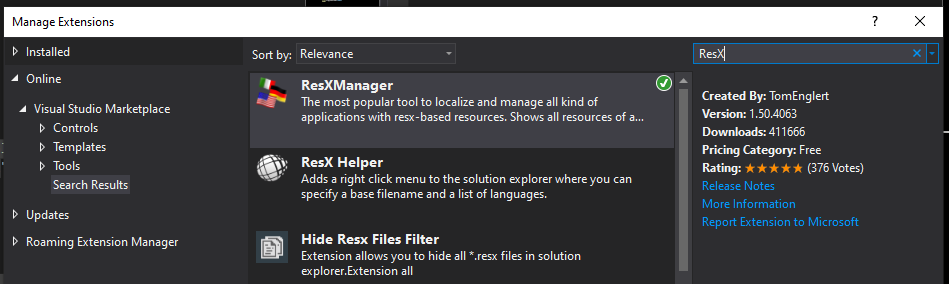 Manage Extensions
Installed
Online
Visual Studio Marketplace
Controls
Templates
Tools
Search Results
Updates
Roaming Extension Manager
Sort by: Relevance
ResXManager
The most popular tool to localize and manage all kind of
applications with resx-based resources. Shows all resources of a...
ResX Helper
Adds a right click menu to the solution explorer where you can
specify a base filename and a list of languages.
Hide Resx Files Filter
Extension allows you to hide all *.resx files in solution
explorer.Extension all
ResX
Created By: TomEnglert
Version: 1.50.4063
Downloads: 411666
Pricing Category: Free
Rating: ★★★★★ (376 Votes)
Release Notes
More Information
Report Extension to Microsoft